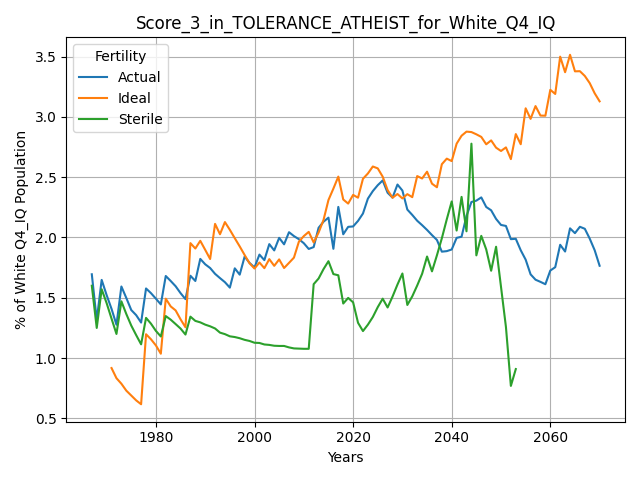 Score_3_in_TOLERANCE_ATHEIST_for_White_Q4_IQ
Fertility
Actual
Ideal
Sterile
% of White Q4_IQ Population
3.5
3.0
2.5
2.0
1.5
1.0
0.5
1980 2000 2020 2040 2060
Years